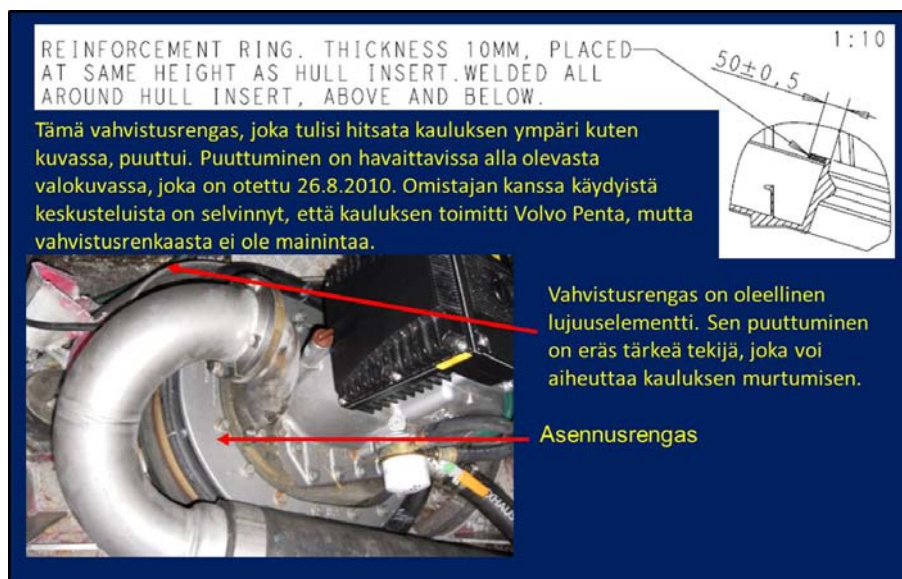 REINFORCEMENT RING. THICKNESS 10MM, PLACED
AT SAME HEIGHT AS HULL INSERT.WELDED ALL
AROUND HULL INSERT, ABOVE AND BELOW.
1:10
50±0,5
Tämä vahvistusrengas, joka tulisi hitsata kauluksen ympäri kuten
kuvassa, puuttui. Puuttuminen on havaittavissa alla olevasta
valokuvassa, joka on otettu 26.8.2010. Omistajan kanssa käydyistä
keskusteluista on selvinnyt, että kauluksen toimitti Volvo Penta, mutta
vahvistusrenkaasta ei ole mainintaa.
Vahvistusrengas on oleellinen
lujuuselementti. Sen puuttuminen
on eräs tärkeä tekijä, joka voi
aiheuttaa kauluksen murtumisen.
Asennusrengas
XHAUS